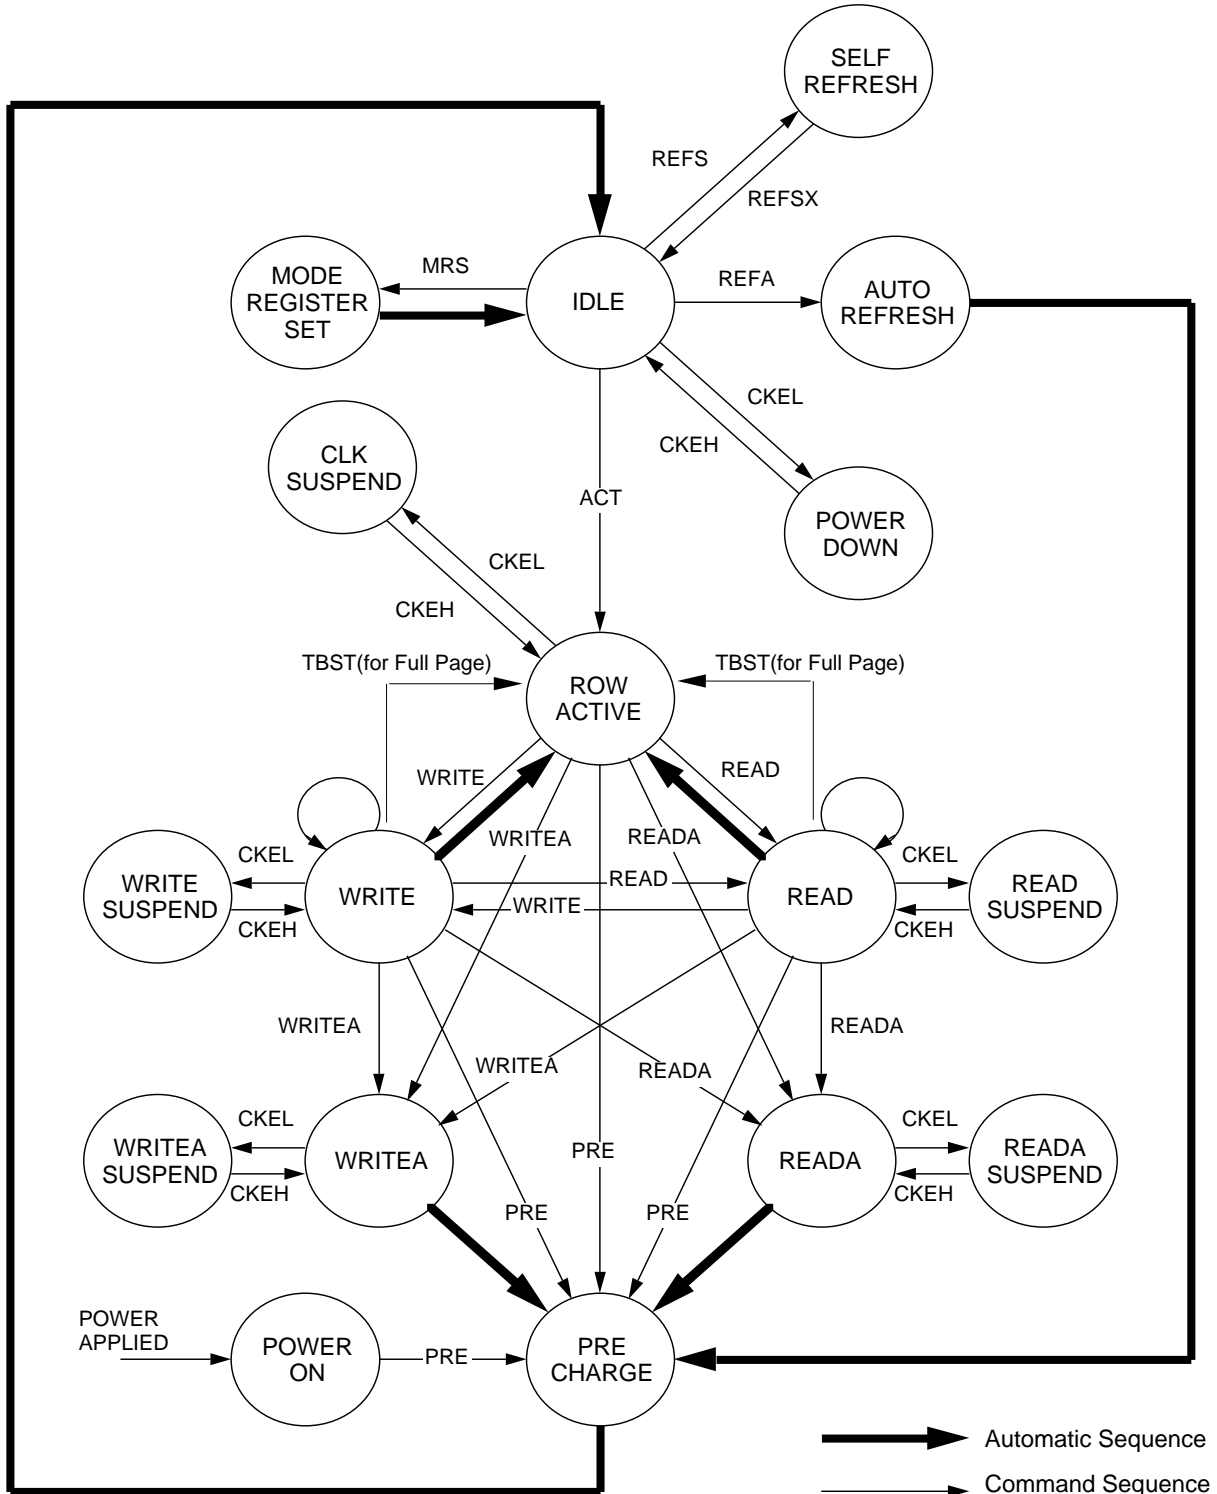 SELF
REFRESH
REFS
REFSX
MODE
REGISTER
SET
MRS
IDLE
REFA
AUTO
REFRESH
CKEL
CKEH
CLK
SUSPEND
ACT
POWER
DOWN
CKEL
CKEH
TBST(for Full Page)
TBST(for Full Page)
ROW
ACTIVE
WRITE
READ
WRITEA
READA
CKEL
CKEL
WRITE
SUSPEND
WRITE
READ
WRITE
READ
READ
SUSPEND
CKEH
CKEH
WRITEA
READA
WRITEA
READA
CKEL
CKEL
WRITEA
SUSPEND
WRITEA
PRE
READA
READA
SUSPEND
CKEH
CKEH
PRE
PRE
POWER
APPLIED
POWER
ON
PRE
PRE
CHARGE
Automatic Sequence
Command Sequence